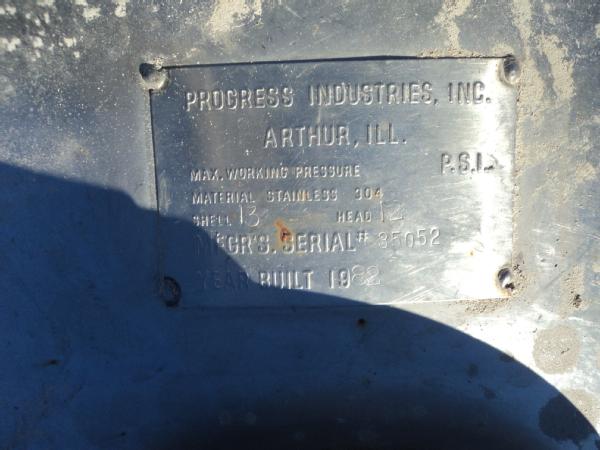 PROGRESS INDUSTRIES, INC.
ARTHUR, ILL.
MAX. WORKING PRESSURE P.S.I.
MATERIAL STAINLESS 304
SHELL 13 HEAD 12
MFGR'S. SERIAL# 85052
YEAR BUILT 1982